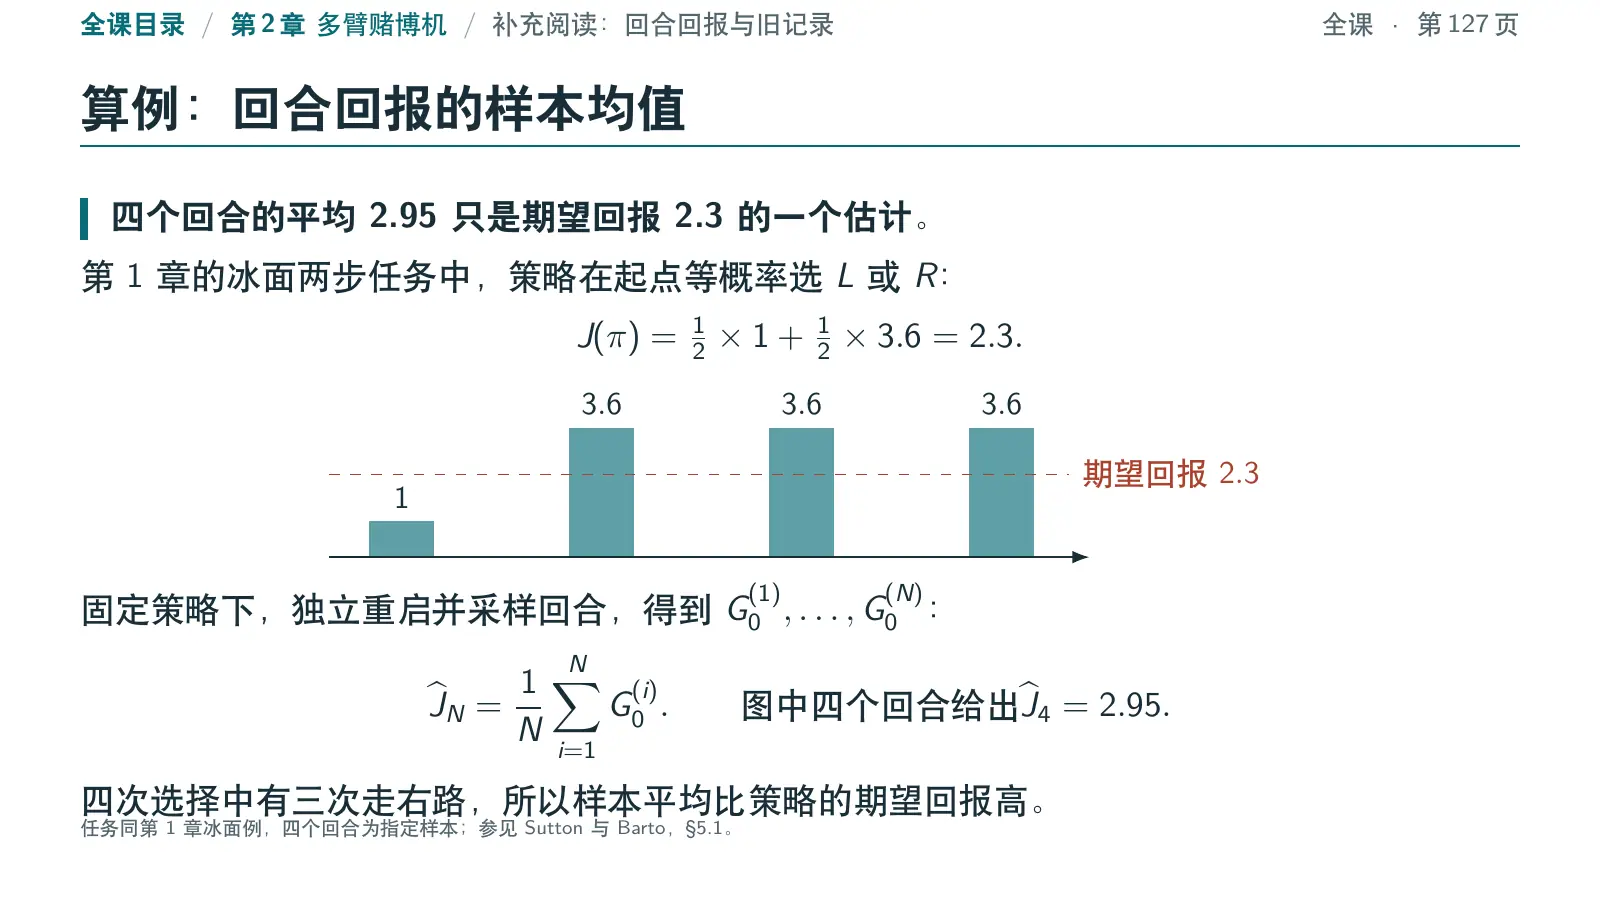 全课目录 / 第 2 章 多臂赌博机 / 补充阅读：回合回报与旧记录
全课 · 第 127 页
算例：回合回报的样本均值
四个回合的平均 2.95 只是期望回报 2.3 的一个估计。
第 1 章的冰面两步任务中，策略在起点等概率选 L 或 R：
J(π) = 1/2 × 1 + 1/2 × 3.6 = 2.3.
3.6 3.6 3.6
期望回报 2.3
1
固定策略下，独立重启并采样回合，得到 G_0^{(1)}, . . . , G_0^{(N)}：
Ĵ_N = 1/N ∑_{i=1}^{N} G_0^{(i)}. 图中四个回合给出Ĵ_4 = 2.95.
四次选择中有三次走右路，所以样本平均比策略的期望回报高。
任务同第 1 章冰面例，四个回合为指定样本；参见 Sutton 与 Barto，§5.1。